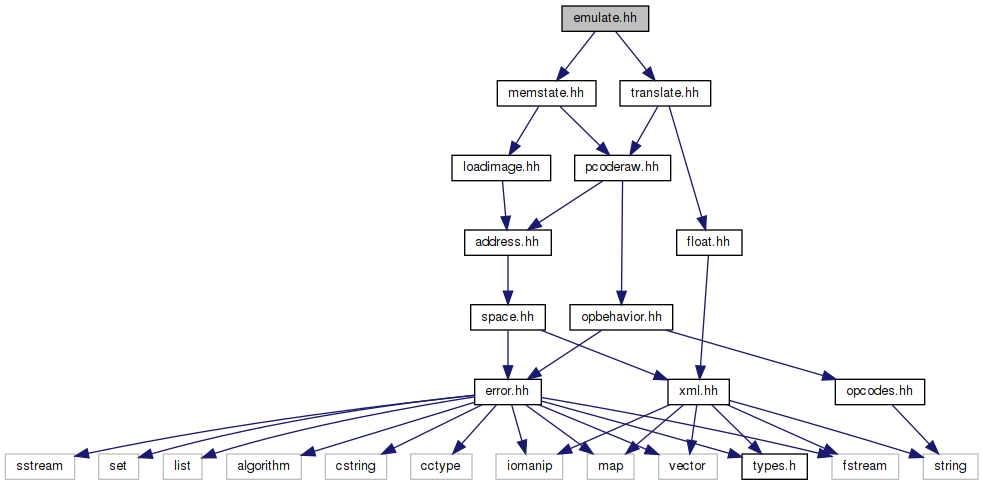 emulate.hh
memstate.hh
translate.hh
loadimage.hh
pcoderaw.hh
address.hh
float.hh
space.hh
opbehavior.hh
error.hh
xml.hh
opcodes.hh
sstream
set
list
algorithm
cstring
cctype
iomanip
map
vector
types.h
fstream
string